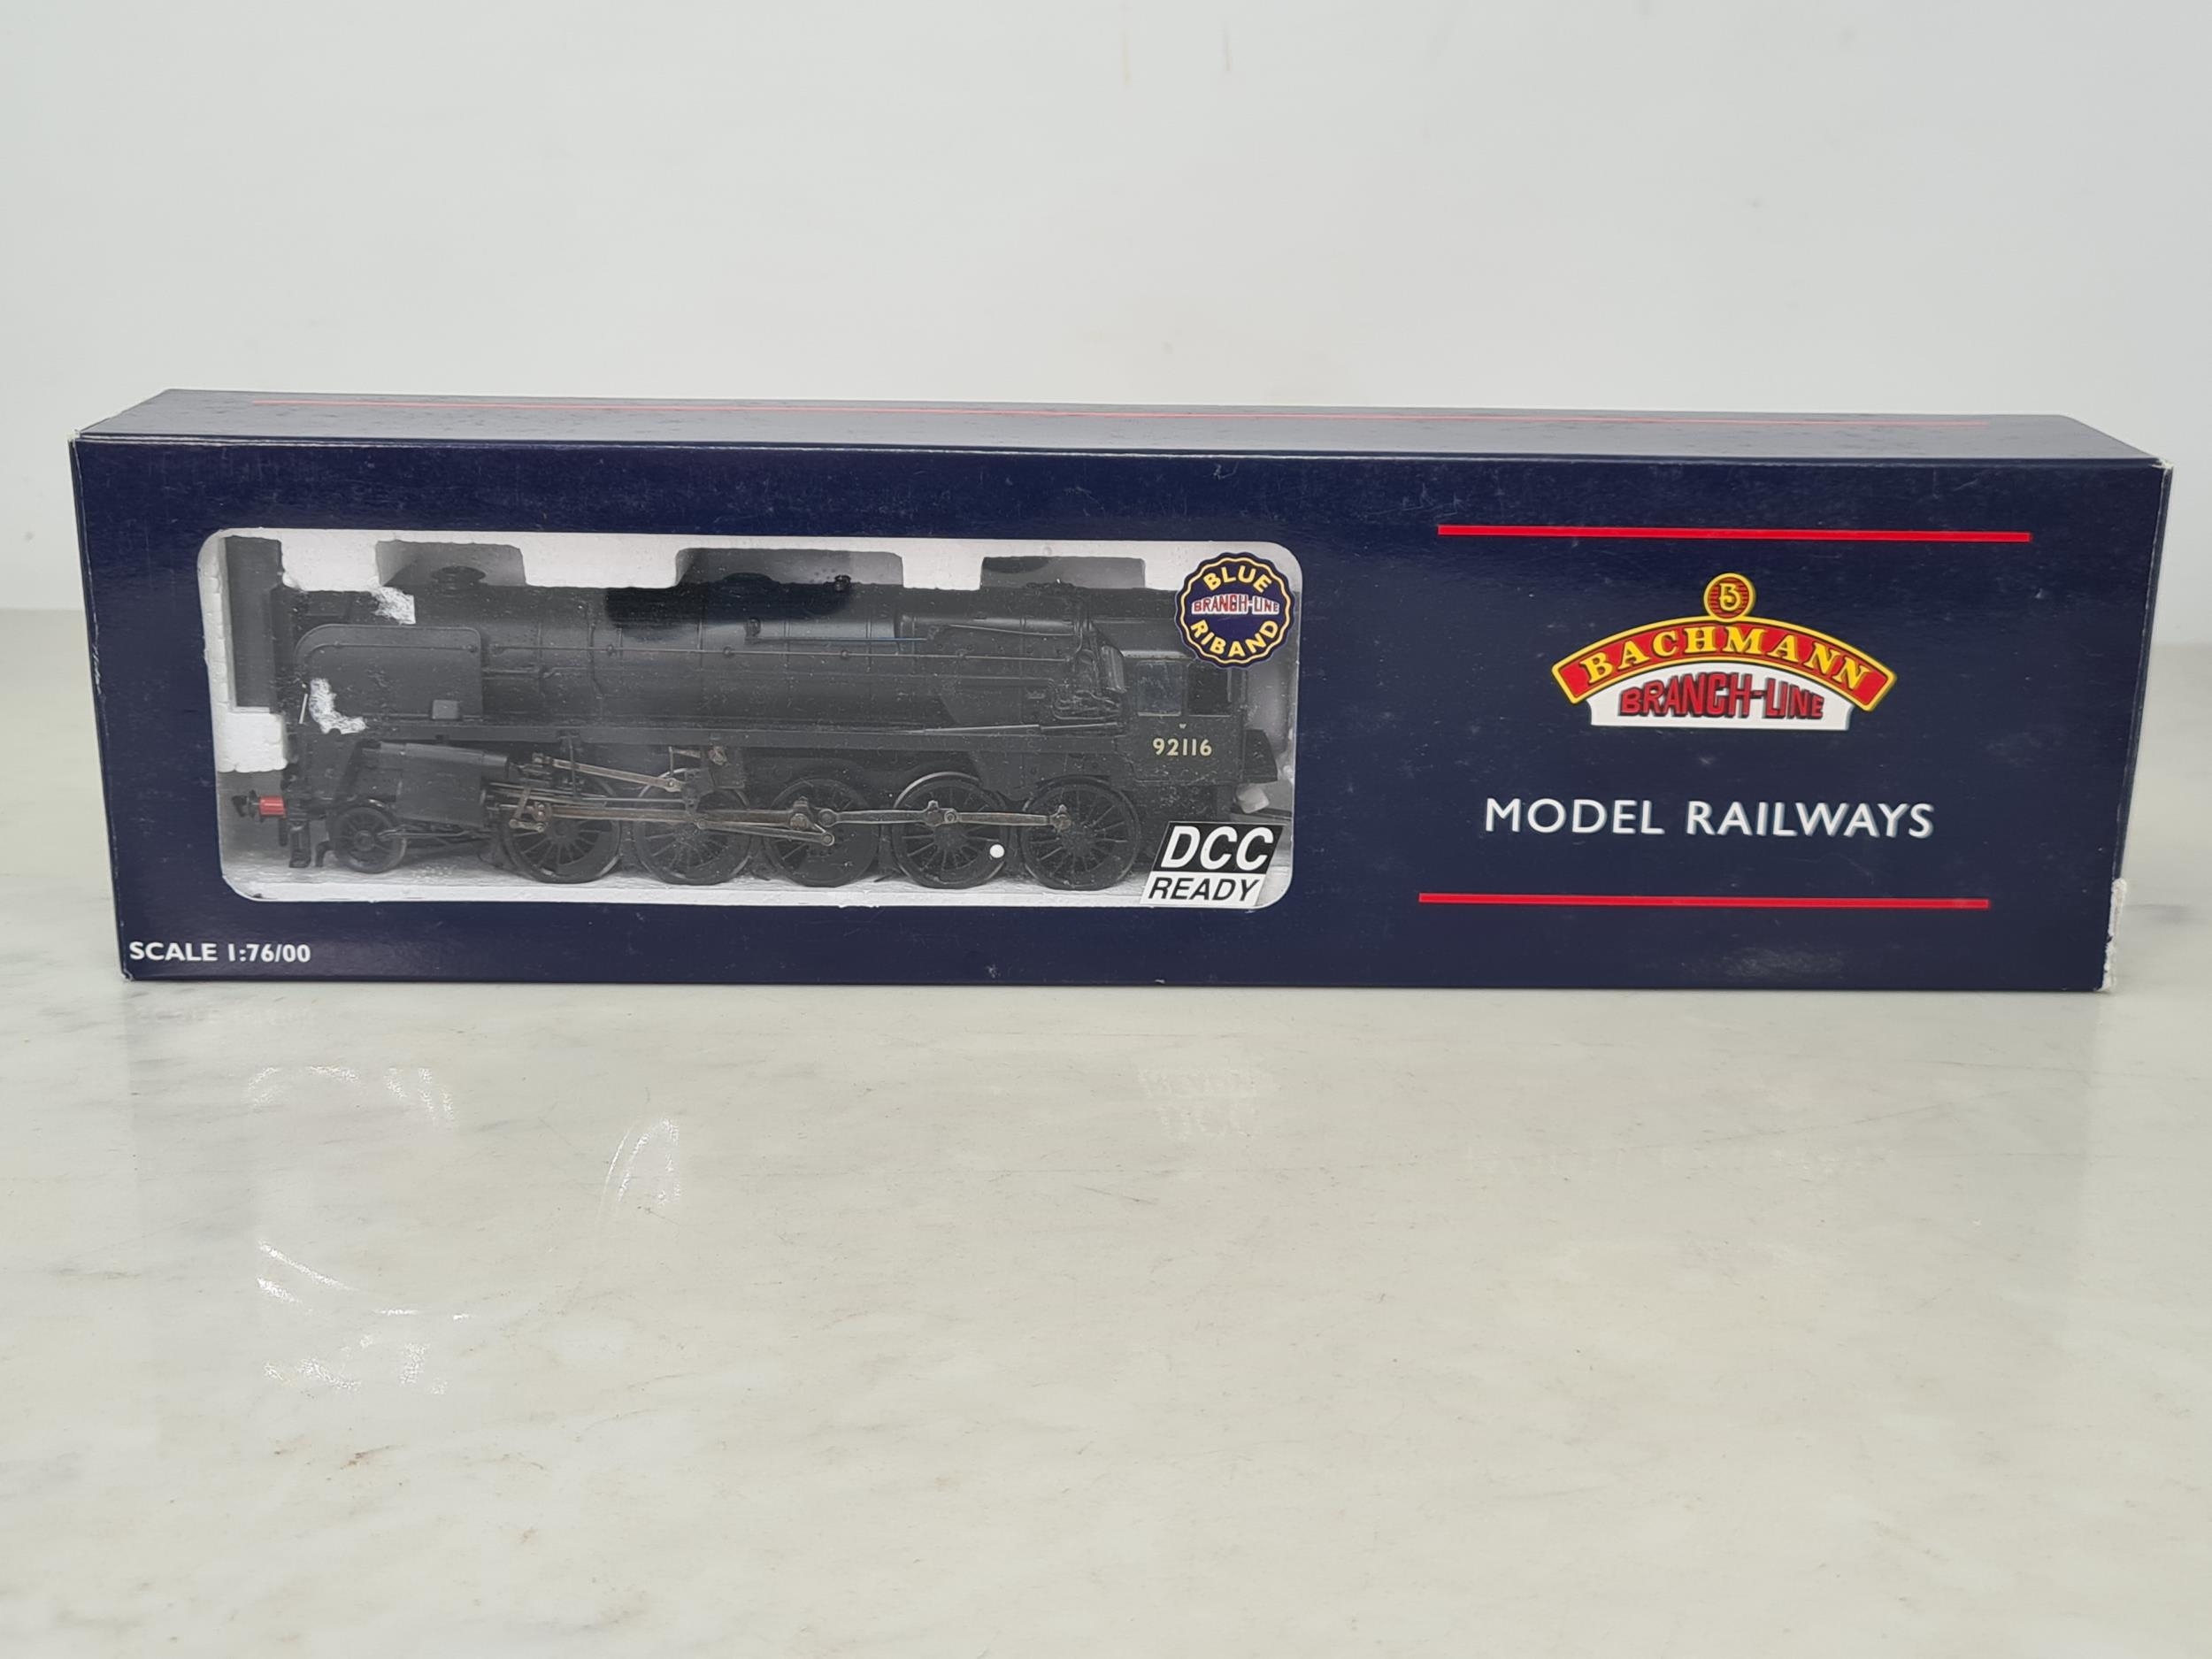 BLUE
BRANCH-LINE
RIBAND
92116
DCC
READY
SCALE 1:76/00
B
BACHMANN
BRANCH-LINE
MODEL RAILWAYS